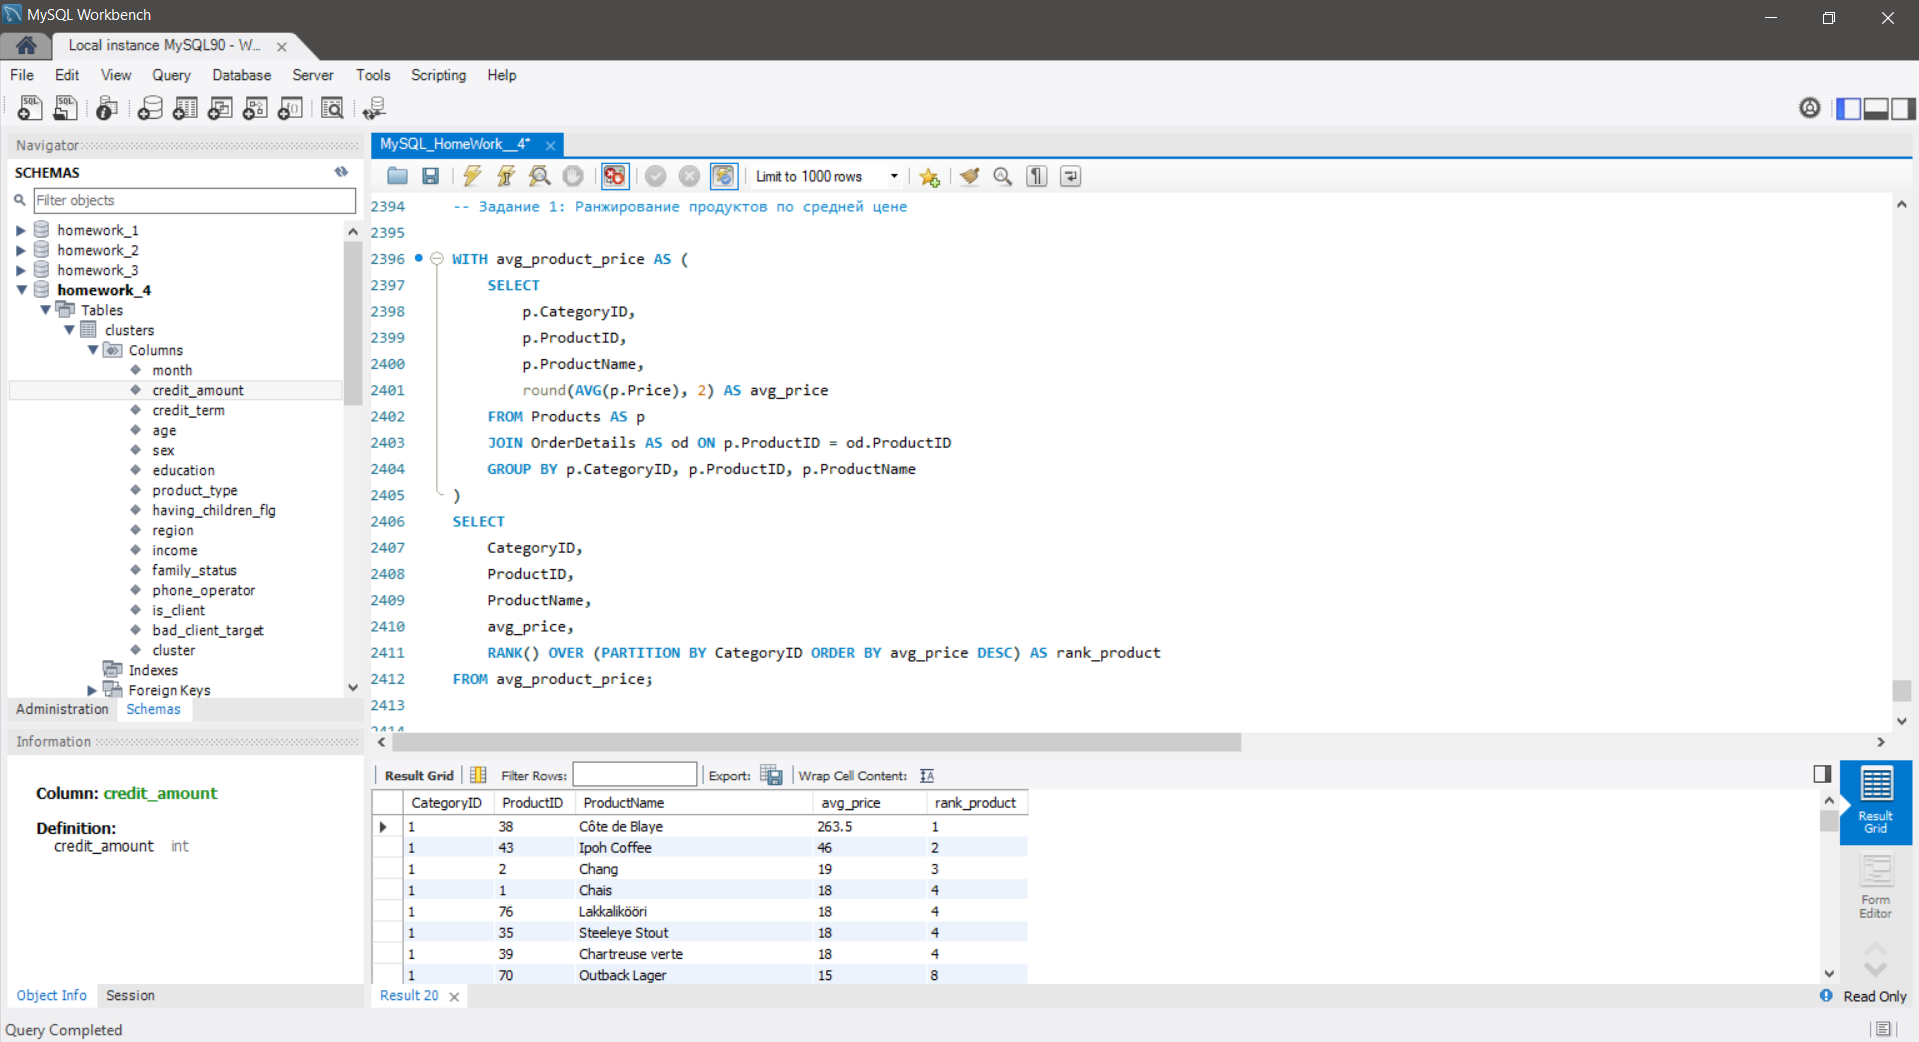 MySQL Workbench
Local instance MySQL90 - W...
File Edit View Query Database Server Tools Scripting Help
Navigator
SCHEMAS
Filter objects
homework_1
homework_2
homework_3
homework_4
Tables
clusters
Columns
month
credit_amount
credit_term
age
sex
education
product_type
having_children_flg
region
income
family_status
phone_operator
is_client
bad_client_target
cluster
Indexes
Foreign Keys
Administration Schemas
Information
Column: credit_amount
Definition:
credit_amount int
Object Info Session
Query Completed
MySQL_HomeWork__4*
Limit to 1000 rows
2394 -- Задание 1: Ранжирование продуктов по средней цене
2395
2396 WITH avg_product_price AS (
2397 SELECT
2398 p.CategoryID,
2399 p.ProductID,
2400 p.ProductName,
2401 round(AVG(p.Price), 2) AS avg_price
2402 FROM Products AS p
2403 JOIN OrderDetails AS od ON p.ProductID = od.ProductID
2404 GROUP BY p.CategoryID, p.ProductID, p.ProductName
2405 )
2406 SELECT
2407 CategoryID,
2408 ProductID,
2409 ProductName,
2410 avg_price,
2411 RANK() OVER (PARTITION BY CategoryID ORDER BY avg_price DESC) AS rank_product
2412 FROM avg_product_price;
2413
2414
Result Grid Filter Rows: Export: Wrap Cell Content:
CategoryID ProductID ProductName avg_price rank_product
1 38 Côte de Blaye 263.5 1
1 43 Ipoh Coffee 46 2
1 2 Chang 19 3
1 1 Chais 18 4
1 76 Lakkalikööri 18 4
1 35 Steeleye Stout 18 4
1 39 Chartreuse verte 18 4
1 70 Outback Lager 15 8
Result
Grid
Form
Editor
Result 20
Read Only